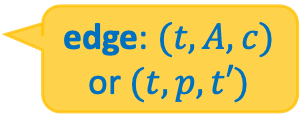 edge: (t, A, c)
or (t, p, t′)